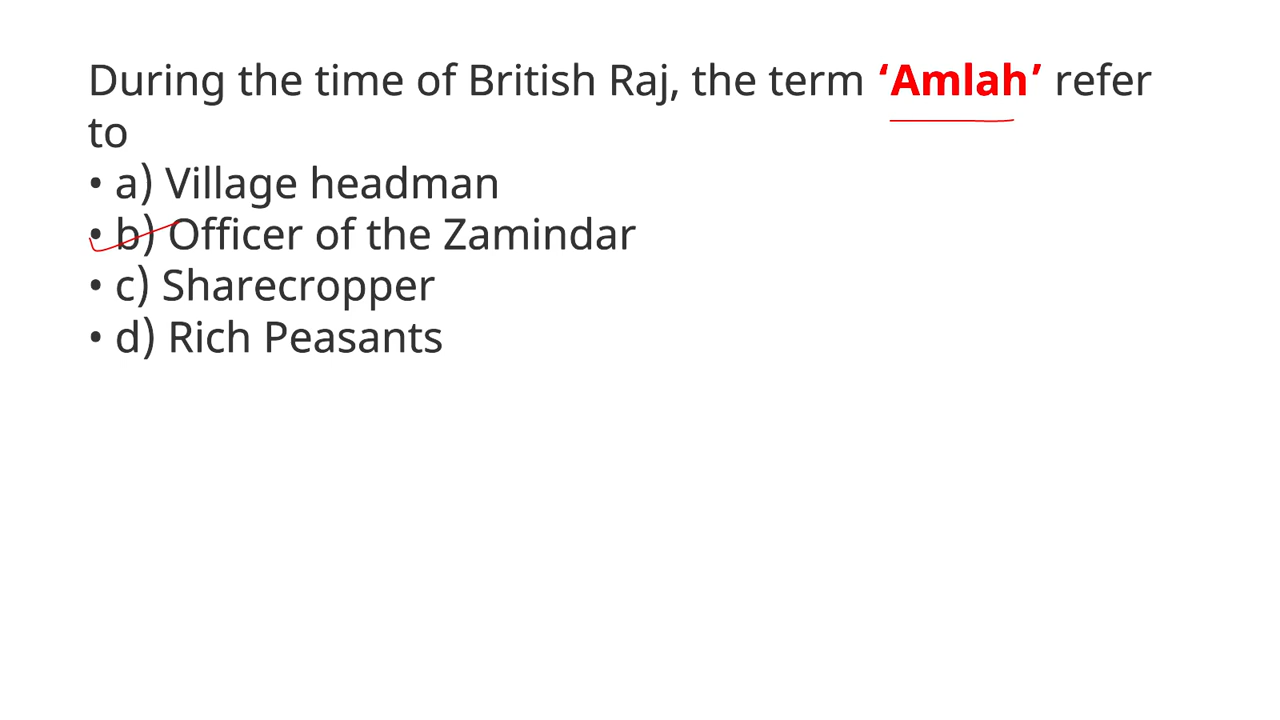 During the time of British Raj, the term ‘Amlah’ refer
to
• a) Village headman
• b) Officer of the Zamindar
• c) Sharecropper
• d) Rich Peasants